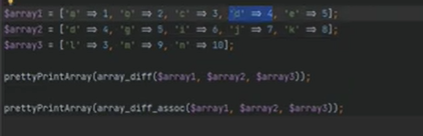 $array1 = ['a' => 1, 'b' => 2, 'c' => 3, 'd' => 4, 'e' => 5];
$array2 = ['d' => 4, 'g' => 5, 'i' => 6, 'j' => 7, 'k' => 8];
$array3 = ['l' => 3, 'm' => 9, 'n' => 10];
prettyPrintArray(array_diff($array1, $array2, $array3));
prettyPrintArray(array_diff_assoc($array1, $array2, $array3));